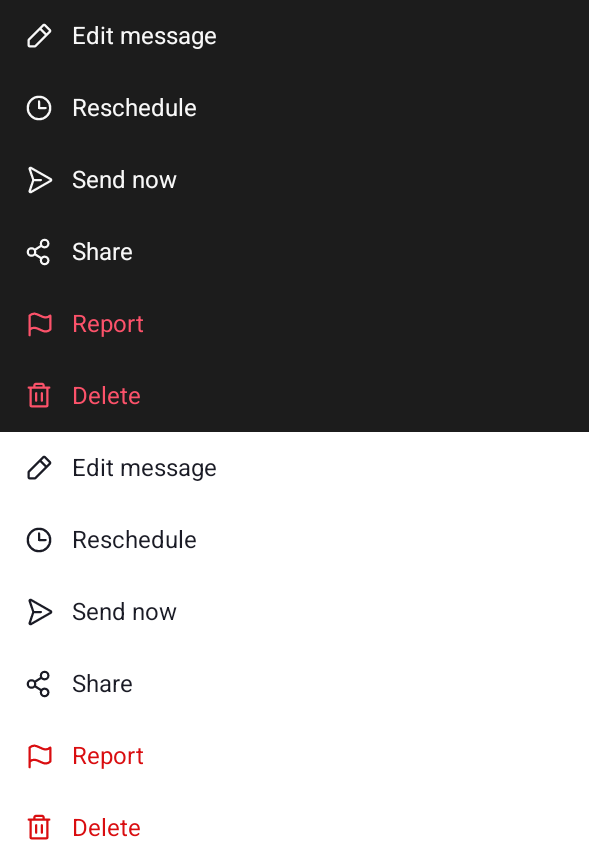 Edit message
Reschedule
Send now
Share
Report
Delete
Edit message
Reschedule
Send now
Share
Report
Delete